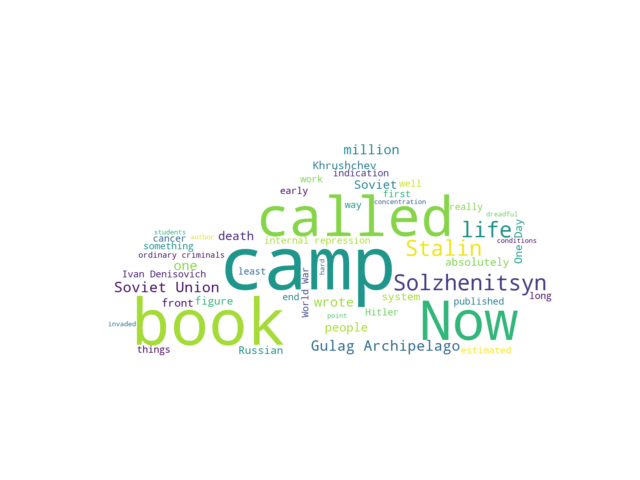 million
Khrushchev
indication
work
Soviet
well
early
first
way
concentration
called
really
dreadful
students
author
life
One Day
cancer
death
internal repression
conditions
something
Stalin
ordinary criminals
camp
absolutely
one
least
hard
Ivan Denisovich
World War
Solzhenitsyn
Soviet Union
book
end
system
long
front
figure
wrote
published
Now
Hitler
point
invaded
people
things
Russian
Gulag Archipelago
estimated